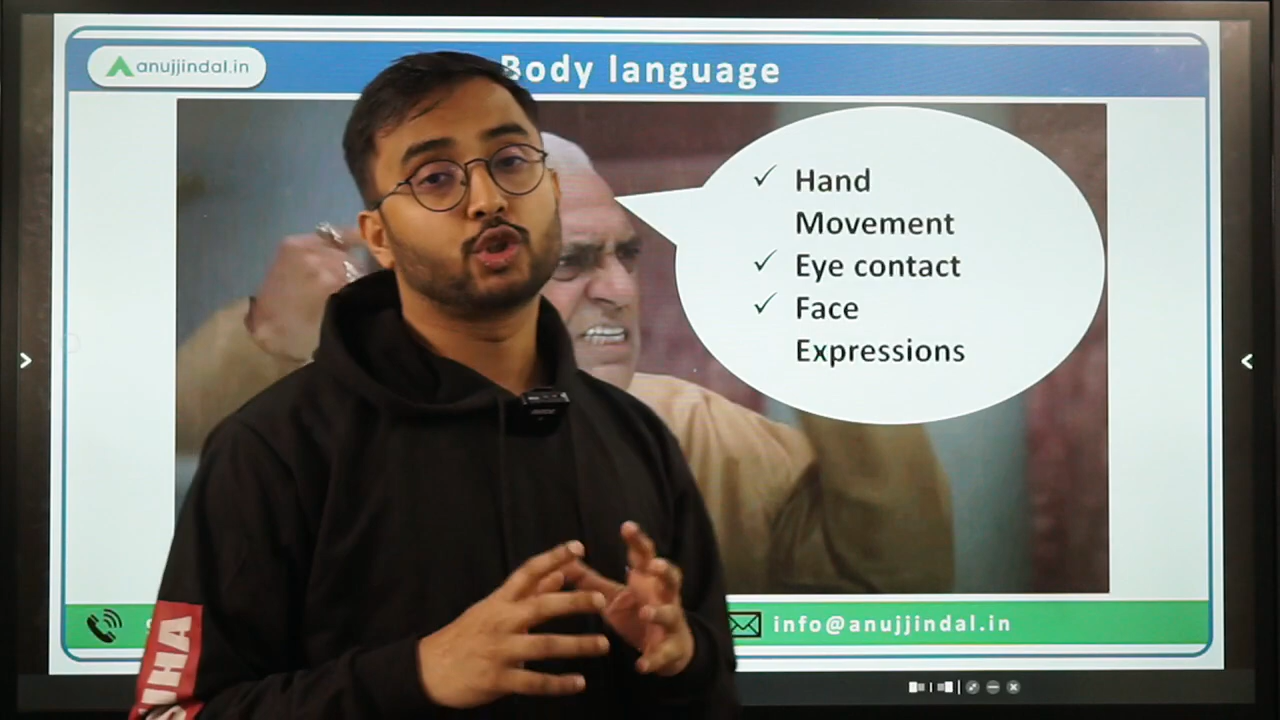 anujjindal.in
Body language
✓ Hand
Movement
✓ Eye contact
✓ Face
Expressions
info@anujjindal.in